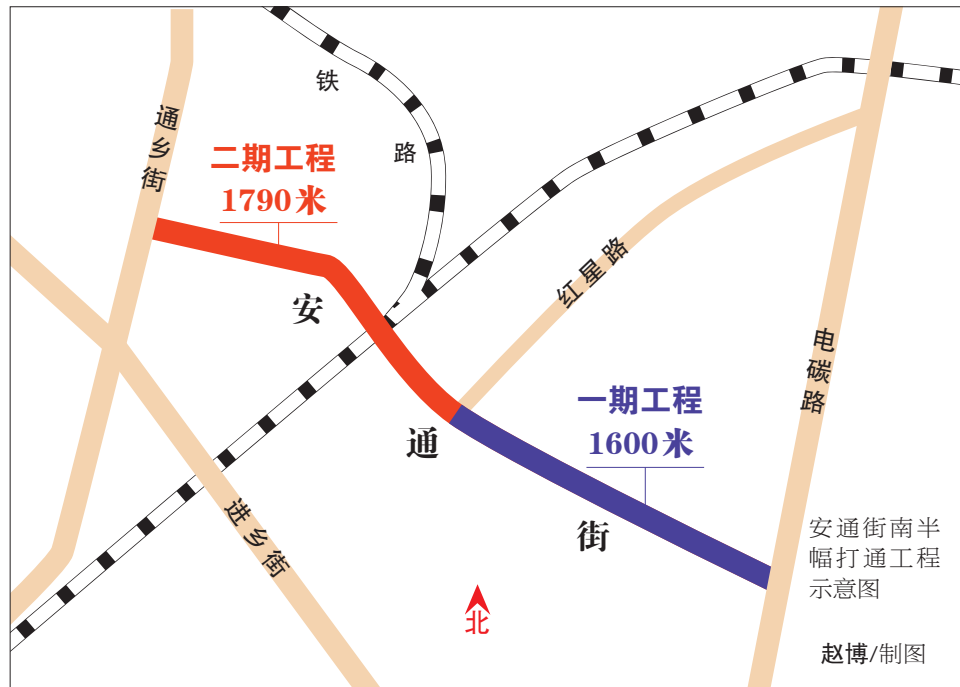 铁路
通乡街
二期工程
1790米
安
红星路
电碳路
一期工程
1600米
通
街
进乡街
安通街南半
幅打通工程
示意图
北
赵博/制图